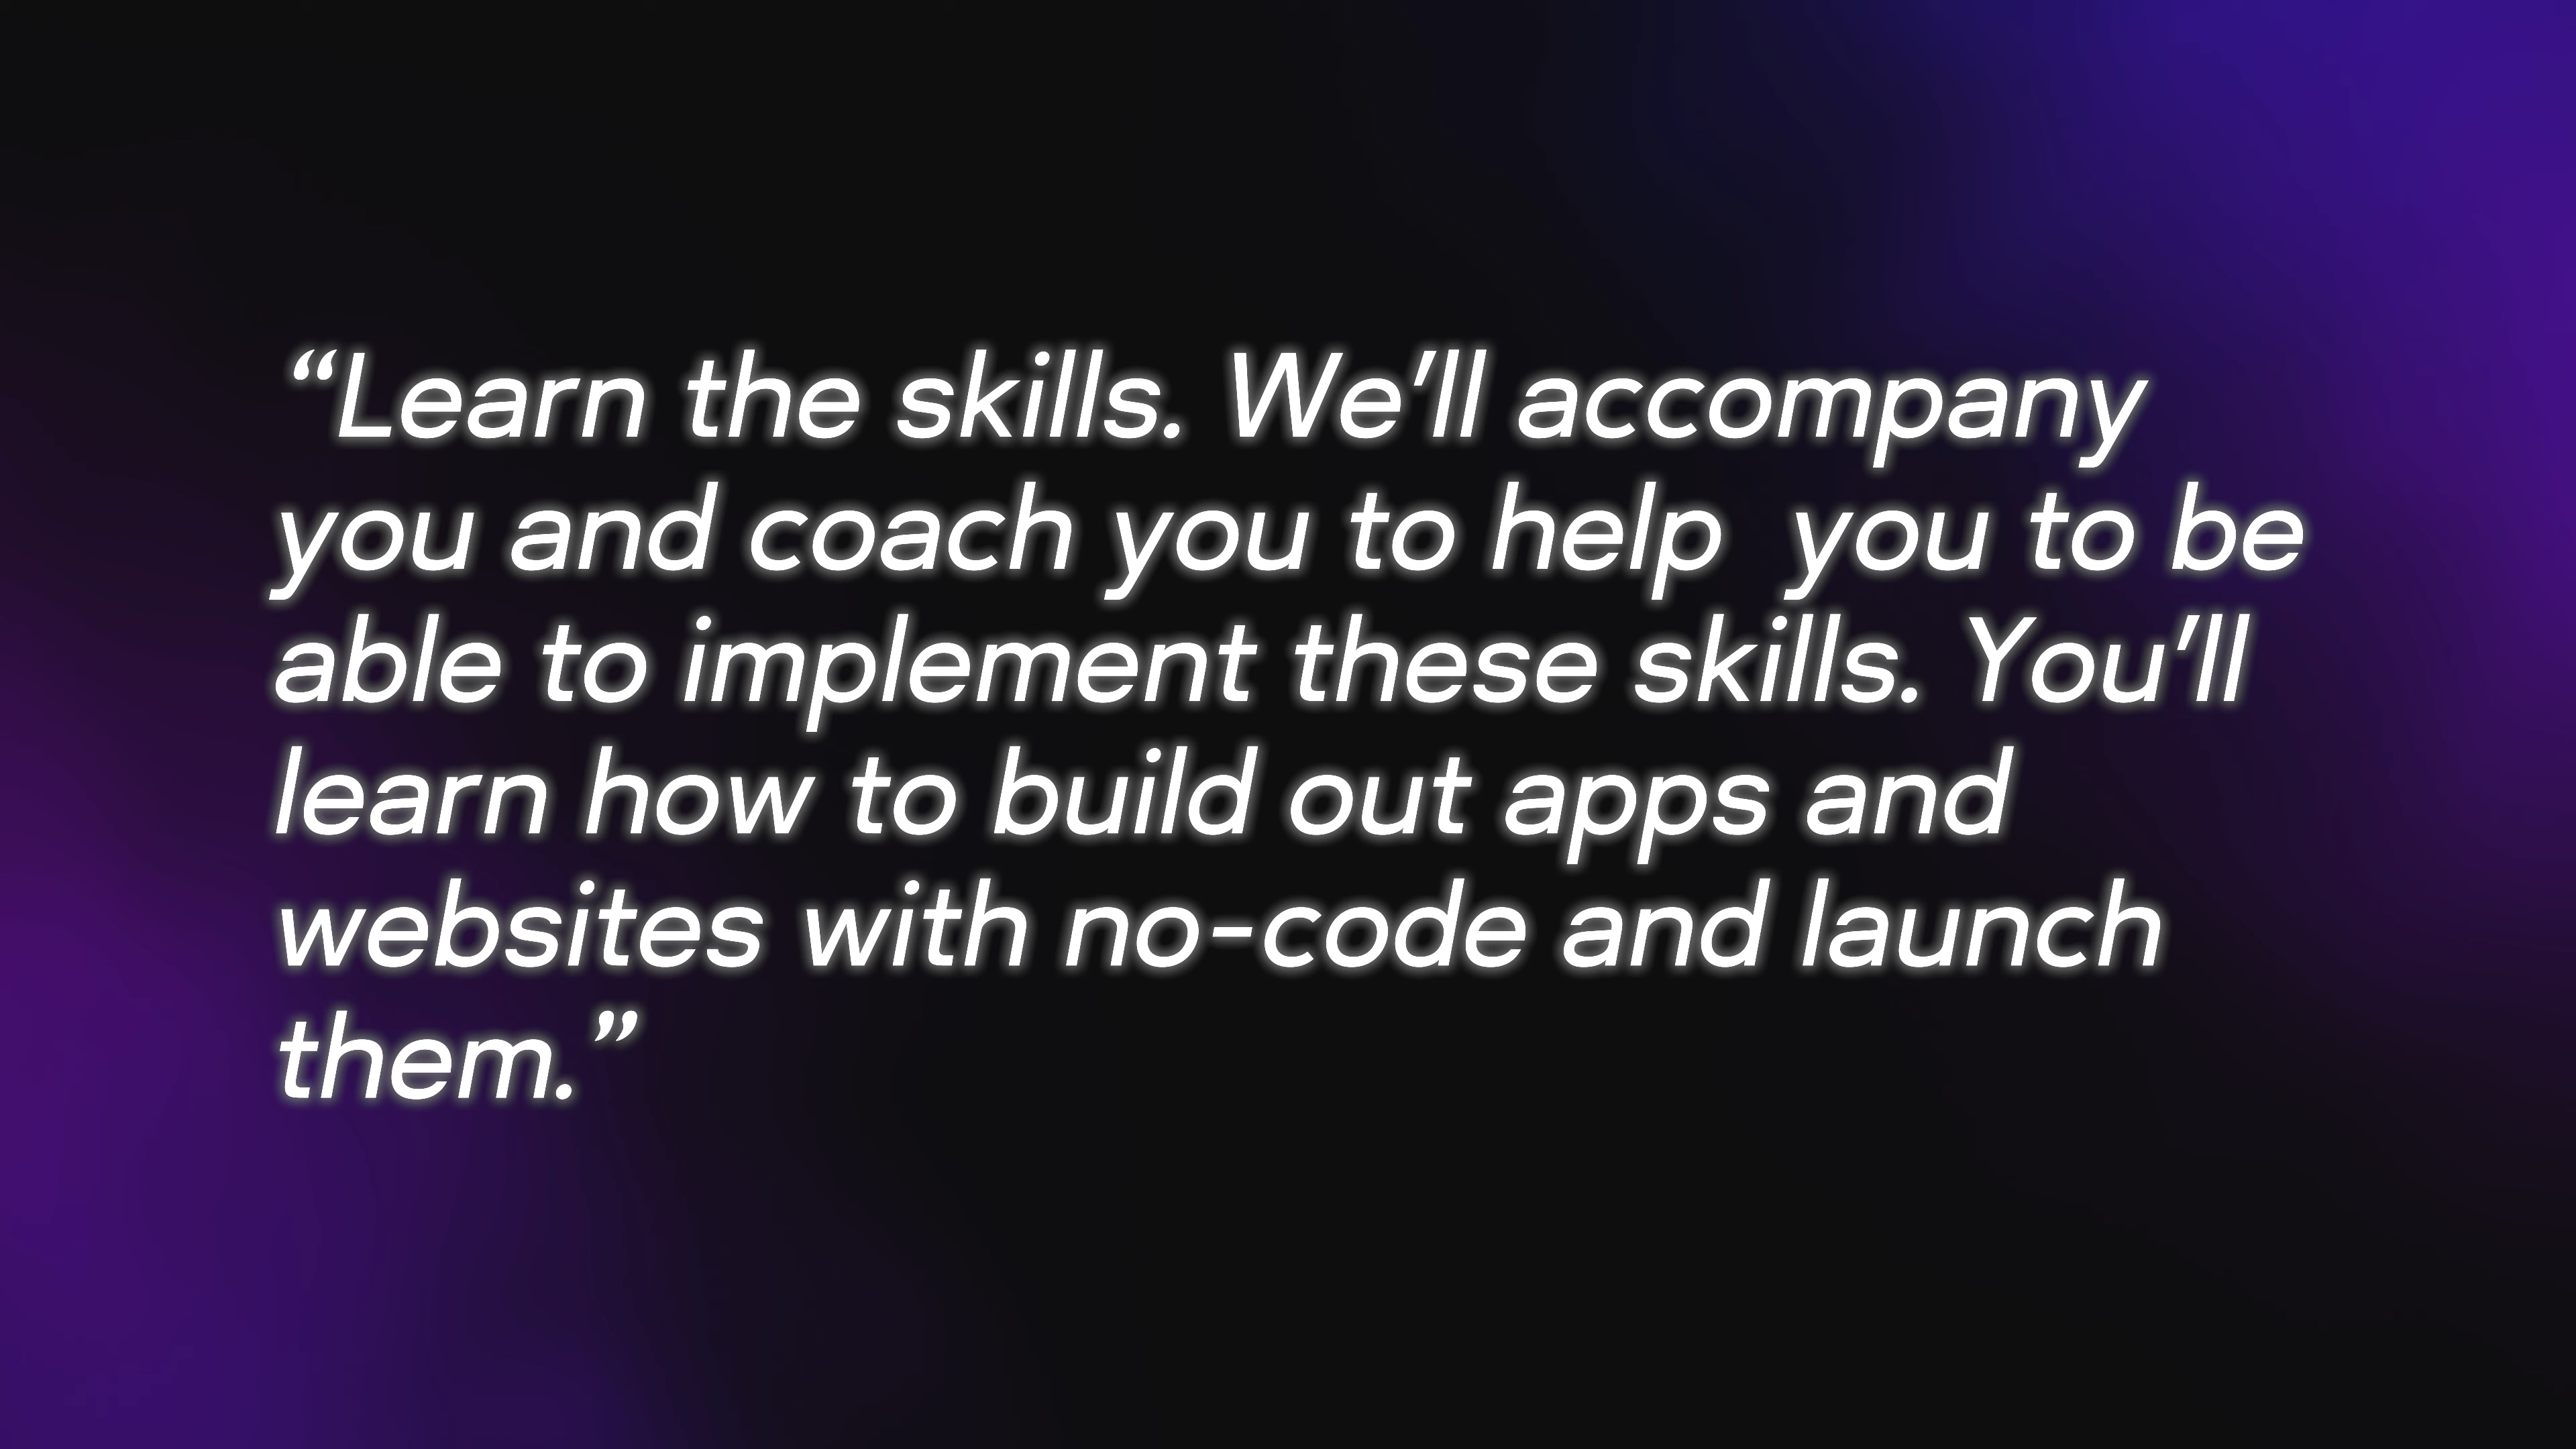 “Learn the skills. We’ll accompany
you and coach you to help  you to be
able to implement these skills. You’ll
learn how to build out apps and
websites with no-code and launch
them.”